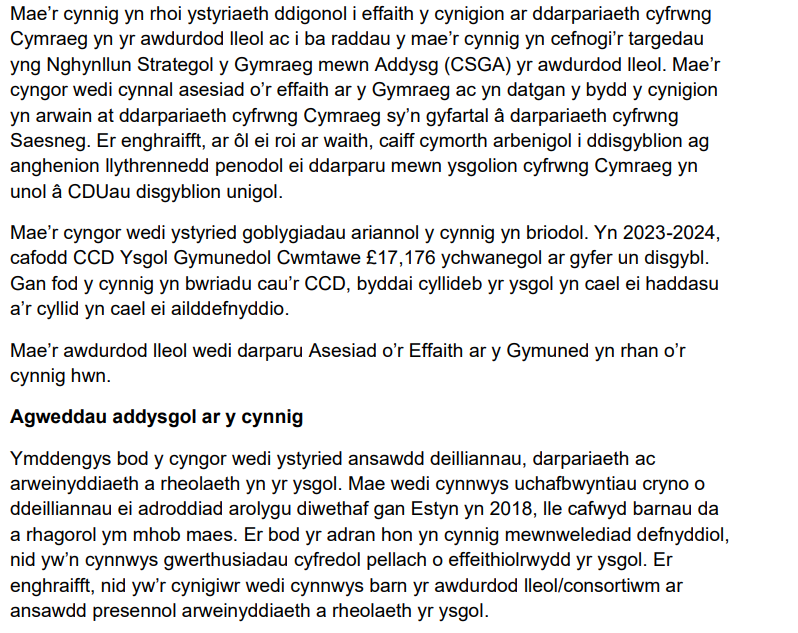 Mae’r cynnig yn rhoi ystyriaeth ddigonol i effaith y cynigion ar ddarpariaeth cyfrwng
Cymraeg yn yr awdurdod lleol ac i ba raddau y mae’r cynnig yn cefnogi’r targedau
yng Nghynllun Strategol y Gymraeg mewn Addysg (CSGA) yr awdurdod lleol. Mae’r
cyngor wedi cynnal asesiad o’r effaith ar y Gymraeg ac yn datgan y bydd y cynigion
yn arwain at ddarpariaeth cyfrwng Cymraeg sy’n gyfartal â darpariaeth cyfrwng
Saesneg. Er enghraifft, ar ôl ei roi ar waith, caiff cymorth arbenigol i ddisgyblion ag
anghenion llythrennedd penodol ei ddarparu mewn ysgolion cyfrwng Cymraeg yn
unol â CDUau disgyblion unigol.
Mae’r cyngor wedi ystyried goblygiadau ariannol y cynnig yn briodol. Yn 2023-2024,
cafodd CCD Ysgol Gymunedol Cwmtawe £17,176 ychwanegol ar gyfer un disgybl.
Gan fod y cynnig yn bwriadu cau’r CCD, byddai cyllideb yr ysgol yn cael ei haddasu
a’r cyllid yn cael ei ailddefnyddio.
Mae’r awdurdod lleol wedi darparu Asesiad o’r Effaith ar y Gymuned yn rhan o’r
cynnig hwn.
Agweddau addysgol ar y cynnig
Ymddengys bod y cyngor wedi ystyried ansawdd deilliannau, darpariaeth ac
arweinyddiaeth a rheolaeth yn yr ysgol. Mae wedi cynnwys uchafbwyntiau cryno o
ddeilliannau ei adroddiad arolygu diwethaf gan Estyn yn 2018, lle cafwyd barnau da
a rhagorol ym mhob maes. Er bod yr adran hon yn cynnig mewnwelediad defnyddiol,
nid yw’n cynnwys gwerthusiadau cyfredol pellach o effeithiolrwydd yr ysgol. Er
enghraifft, nid yw’r cynigiwr wedi cynnwys barn yr awdurdod lleol/consortiwm ar
ansawdd presennol arweinyddiaeth a rheolaeth yr ysgol.